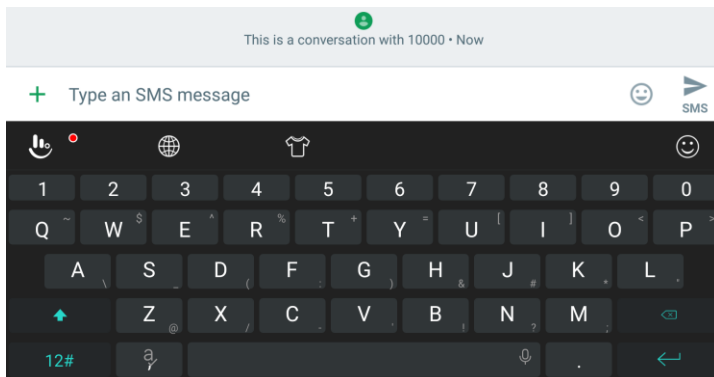 This is a conversation with 10000 • Now
Type an SMS message
SMS
1 2 3 4 5 6 7 8 9 0
Q ~ W $ E ^ R % T + Y = U [ I ] O < P >
A \ S _ D ( F : G ) H & J # K * L "
Z @ X / C - V ' B ! N ? M ;
12# a .